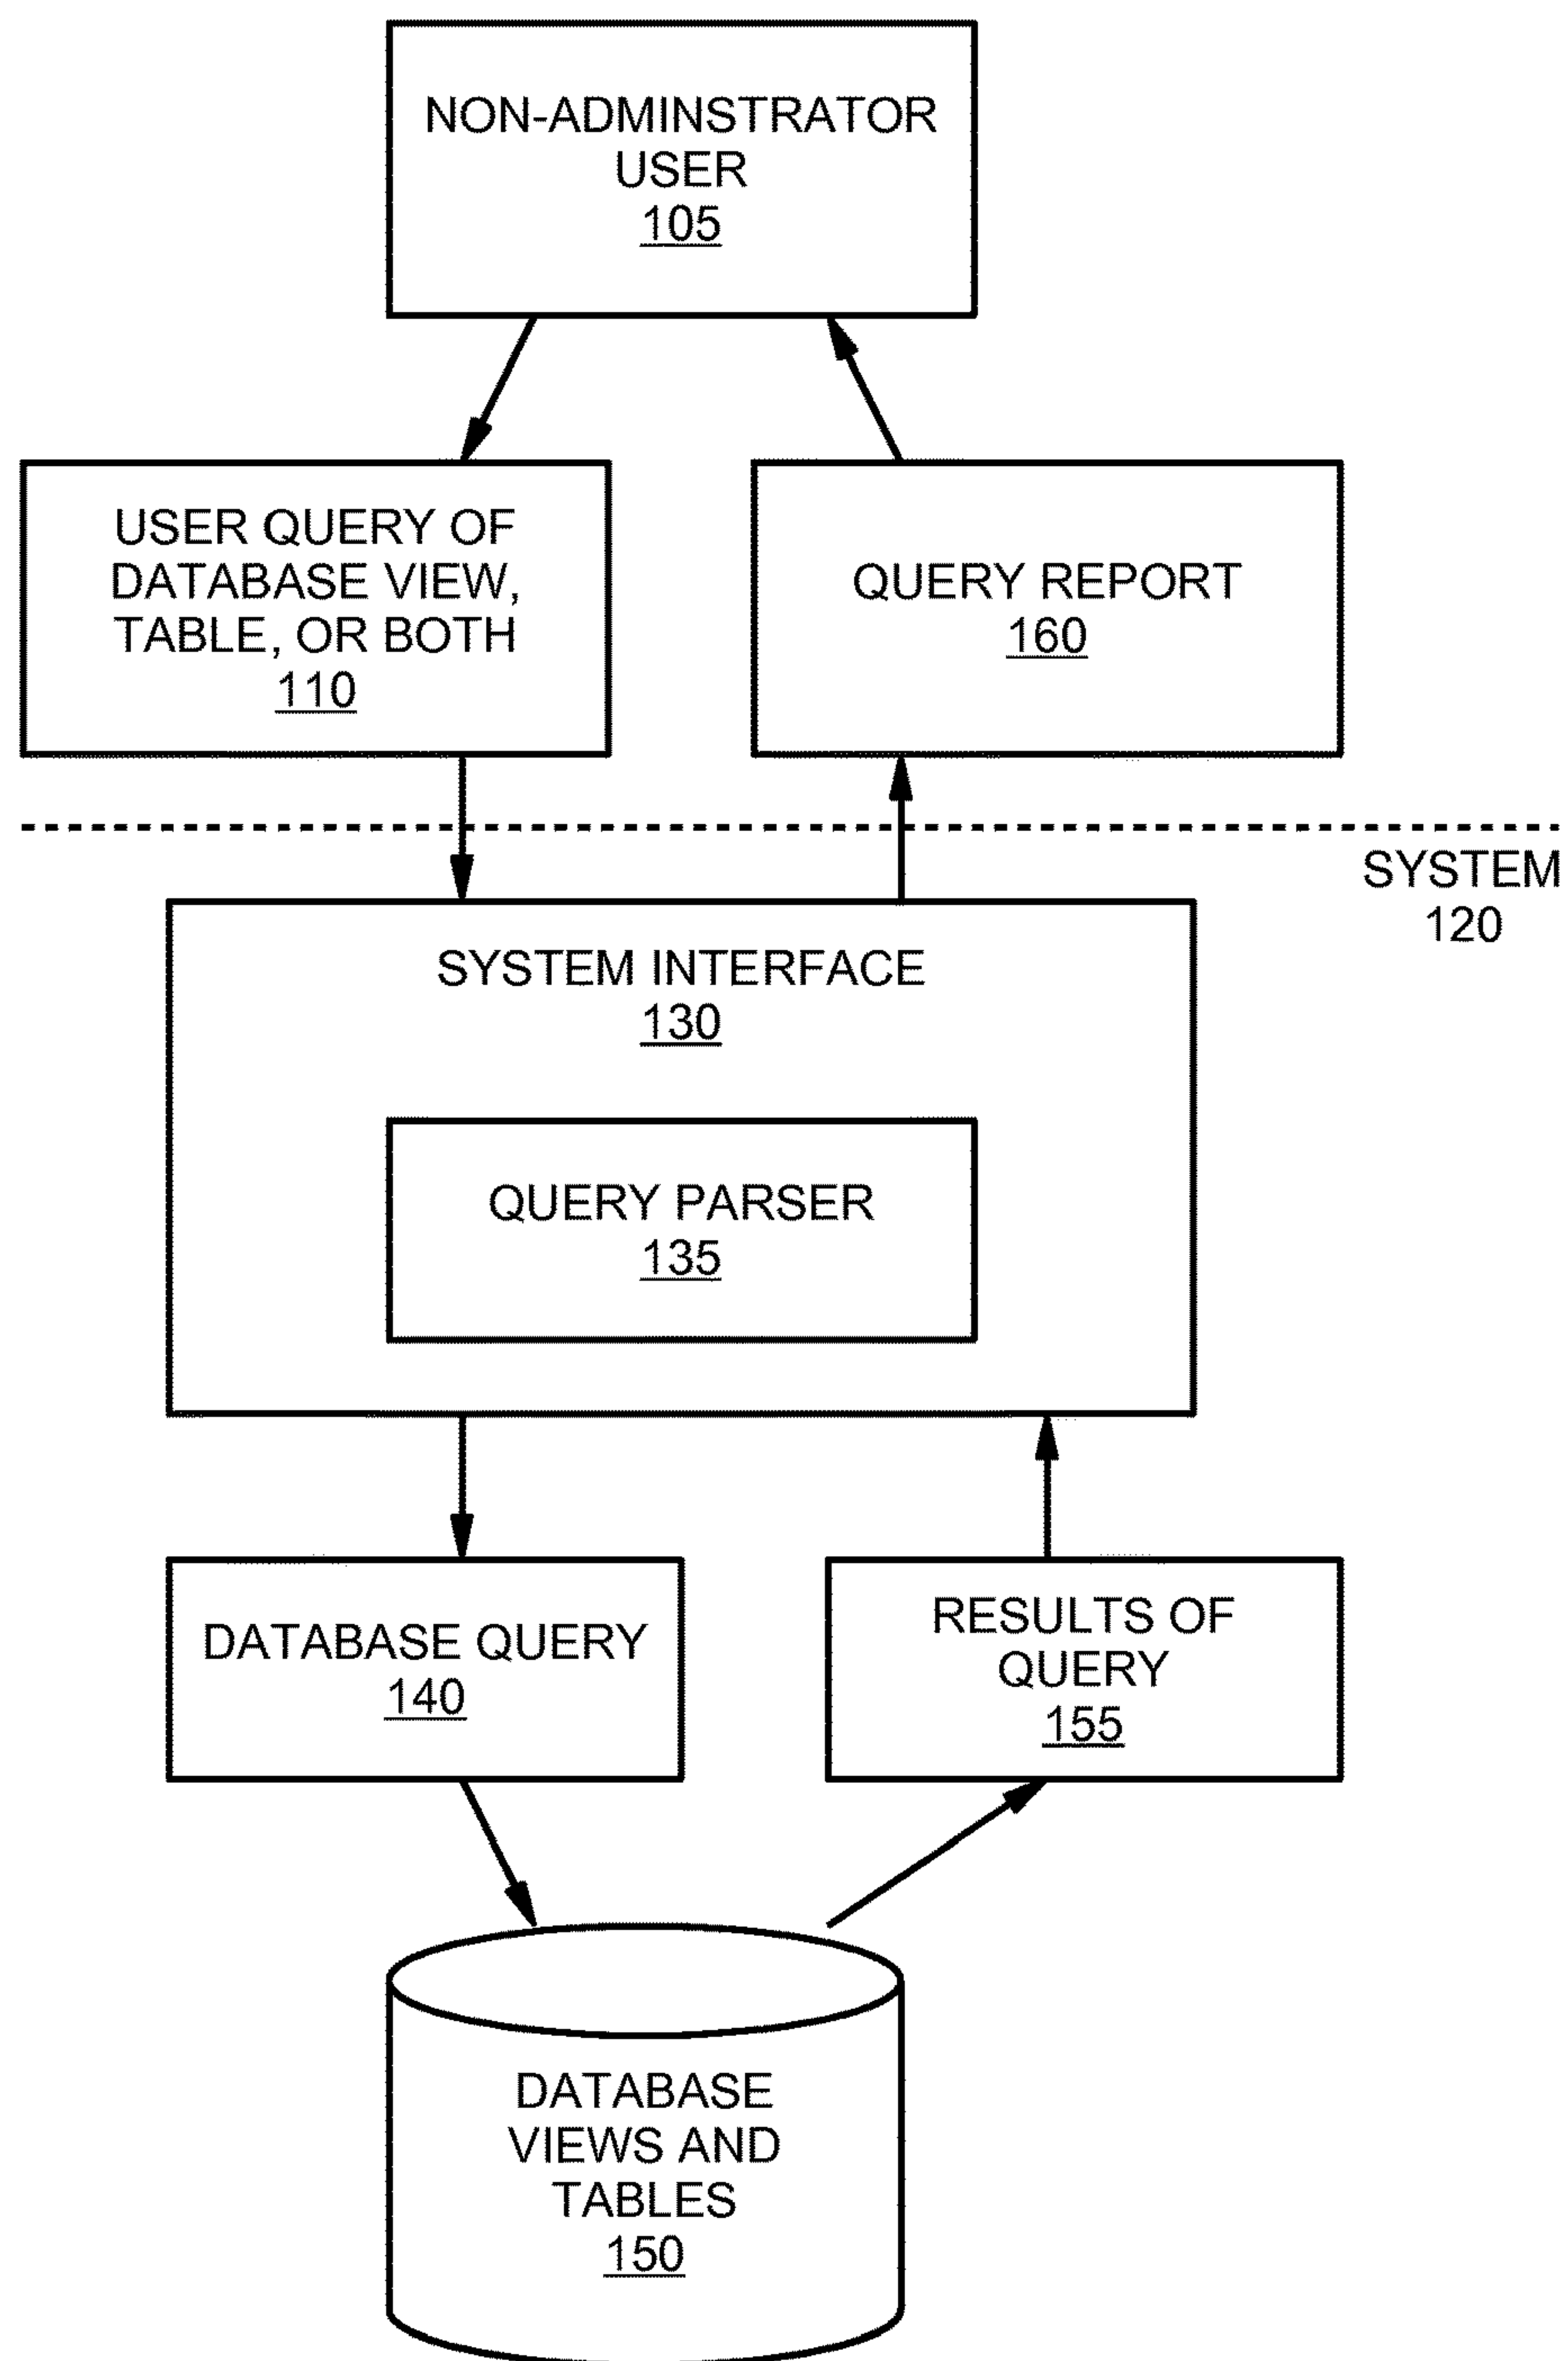 NON-ADMINSTRATOR
USER
105
USER QUERY OF
DATABASE VIEW,
TABLE, OR BOTH
110
QUERY REPORT
160
SYSTEM
120
SYSTEM INTERFACE
130
QUERY PARSER
135
DATABASE QUERY
140
RESULTS OF
QUERY
155
DATABASE
VIEWS AND
TABLES
150